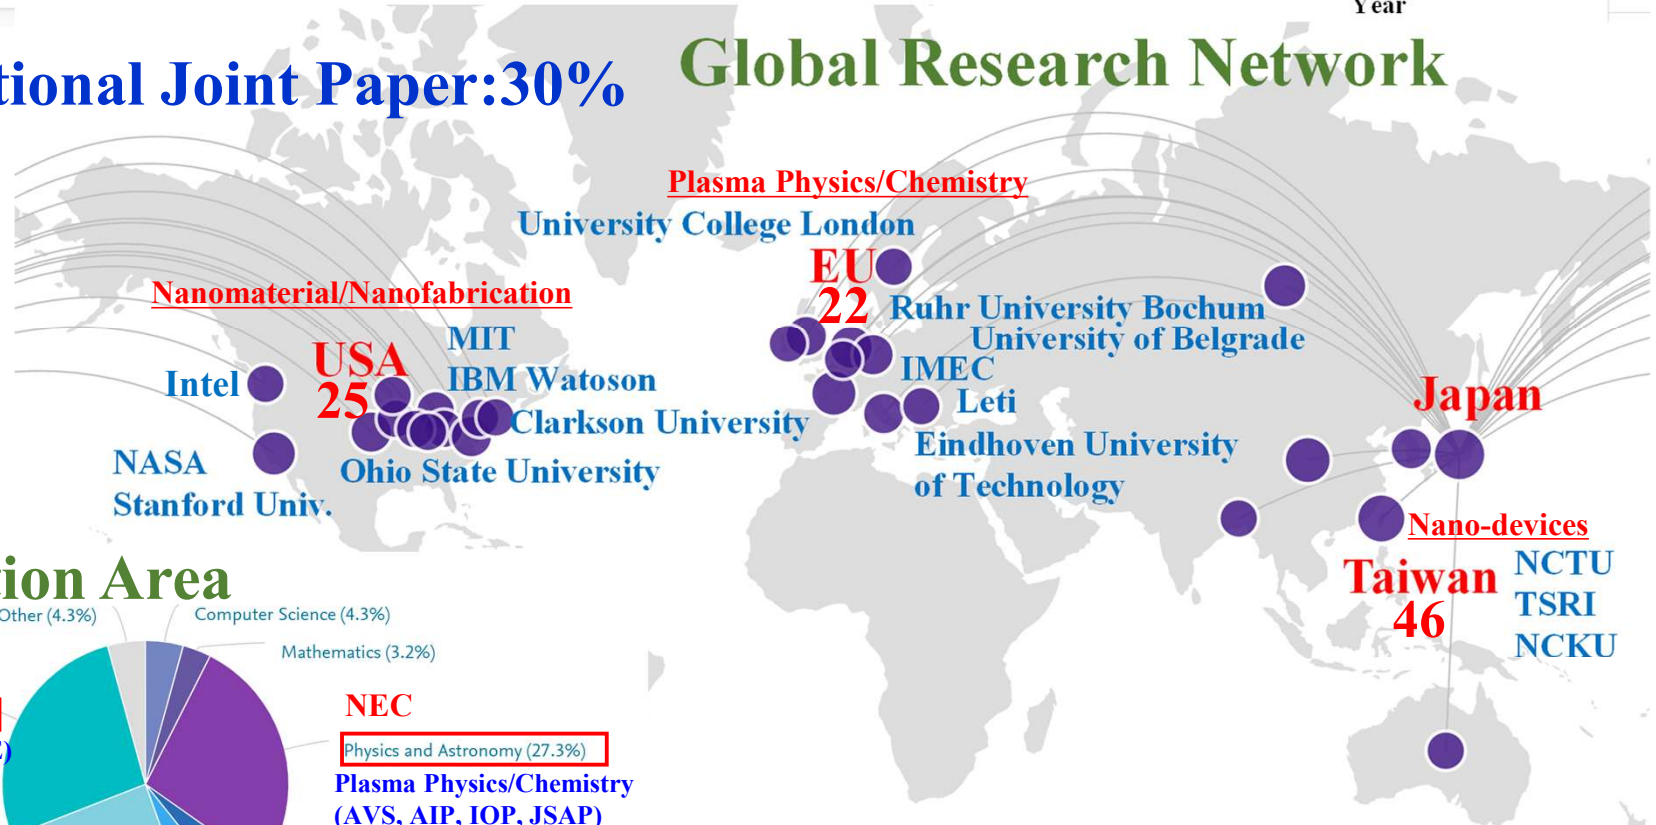 Year
Global Research Network
tional Joint Paper:30%
Plasma Physics/Chemistry
University College London
EU
22
Ruhr University Bochum
University of Belgrade
IMEC
Leti
Eindhoven University
of Technology
Nanomaterial/Nanofabrication
MIT
USA
25
IBM Watoson
Intel
Clarkson University
NASA
Ohio State University
Stanford Univ.
Japan
Nano-devices
Taiwan
46
NCTU
TSRI
NCKU
tion Area
Other (4.3%)
Computer Science (4.3%)
Mathematics (3.2%)
NEC
Physics and Astronomy (27.3%)
Plasma Physics/Chemistry
(AVS, AIP, IOP, JSAP)